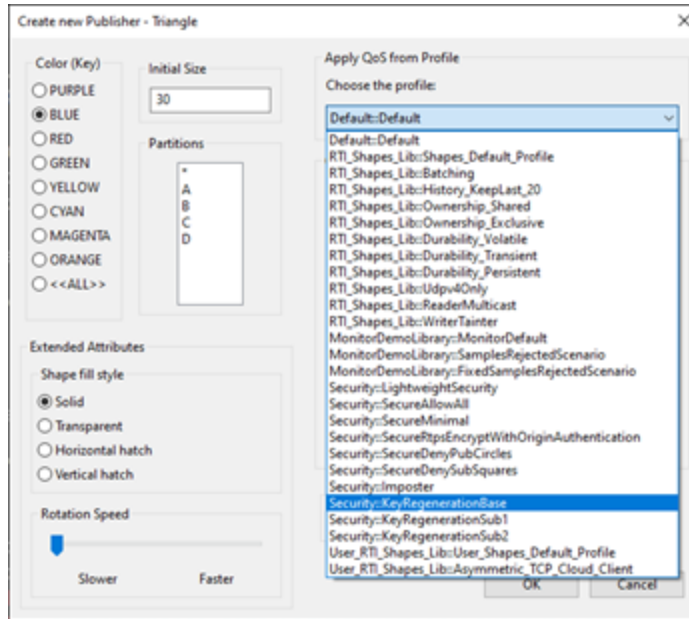 Create new Publisher - Triangle
Color (Key)
PURPLE
BLUE
RED
GREEN
YELLOW
CYAN
MAGENTA
ORANGE
<<ALL>>
Initial Size
30
Partitions
*
A
B
C
D
Extended Attributes
Shape fill style
Solid
Transparent
Horizontal hatch
Vertical hatch
Rotation Speed
Slower Faster
Apply QoS from Profile
Choose the profile:
Default::Default
Default::Default
RTI_Shapes_Lib::Shapes_Default_Profile
RTI_Shapes_Lib::Batching
RTI_Shapes_Lib::History_KeepLast_20
RTI_Shapes_Lib::Ownership_Shared
RTI_Shapes_Lib::Ownership_Exclusive
RTI_Shapes_Lib::Durability_Volatile
RTI_Shapes_Lib::Durability_Transient
RTI_Shapes_Lib::Durability_Persistent
RTI_Shapes_Lib::Udpv4Only
RTI_Shapes_Lib::ReaderMulticast
RTI_Shapes_Lib::WriterTainter
MonitorDemoLibrary::MonitorDefault
MonitorDemoLibrary::SamplesRejectedScenario
MonitorDemoLibrary::FixedSamplesRejectedScenario
Security::LightweightSecurity
Security::SecureAllowAll
Security::SecureMinimal
Security::SecureRtpsEncryptWithOriginAuthentication
Security::SecureDenyPubCircles
Security::SecureDenySubSquares
Security::Imposter
Security::KeyRegenerationBase
Security::KeyRegenerationSub1
Security::KeyRegenerationSub2
User_RTI_Shapes_Lib::User_Shapes_Default_Profile
User_RTI_Shapes_Lib::Asymmetric_TCP_Cloud_Client
OK Cancel